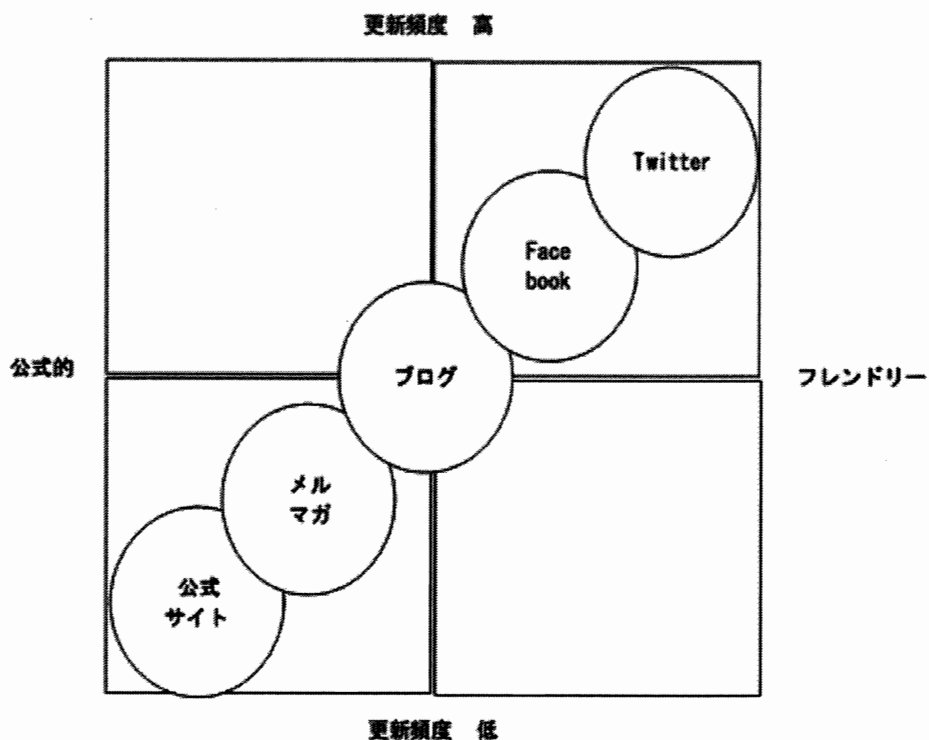 更新頻度 高
Twitter
Face
book
公式的
ブログ
フレンドリー
メル
マガ
公式
サイト
更新頻度 低